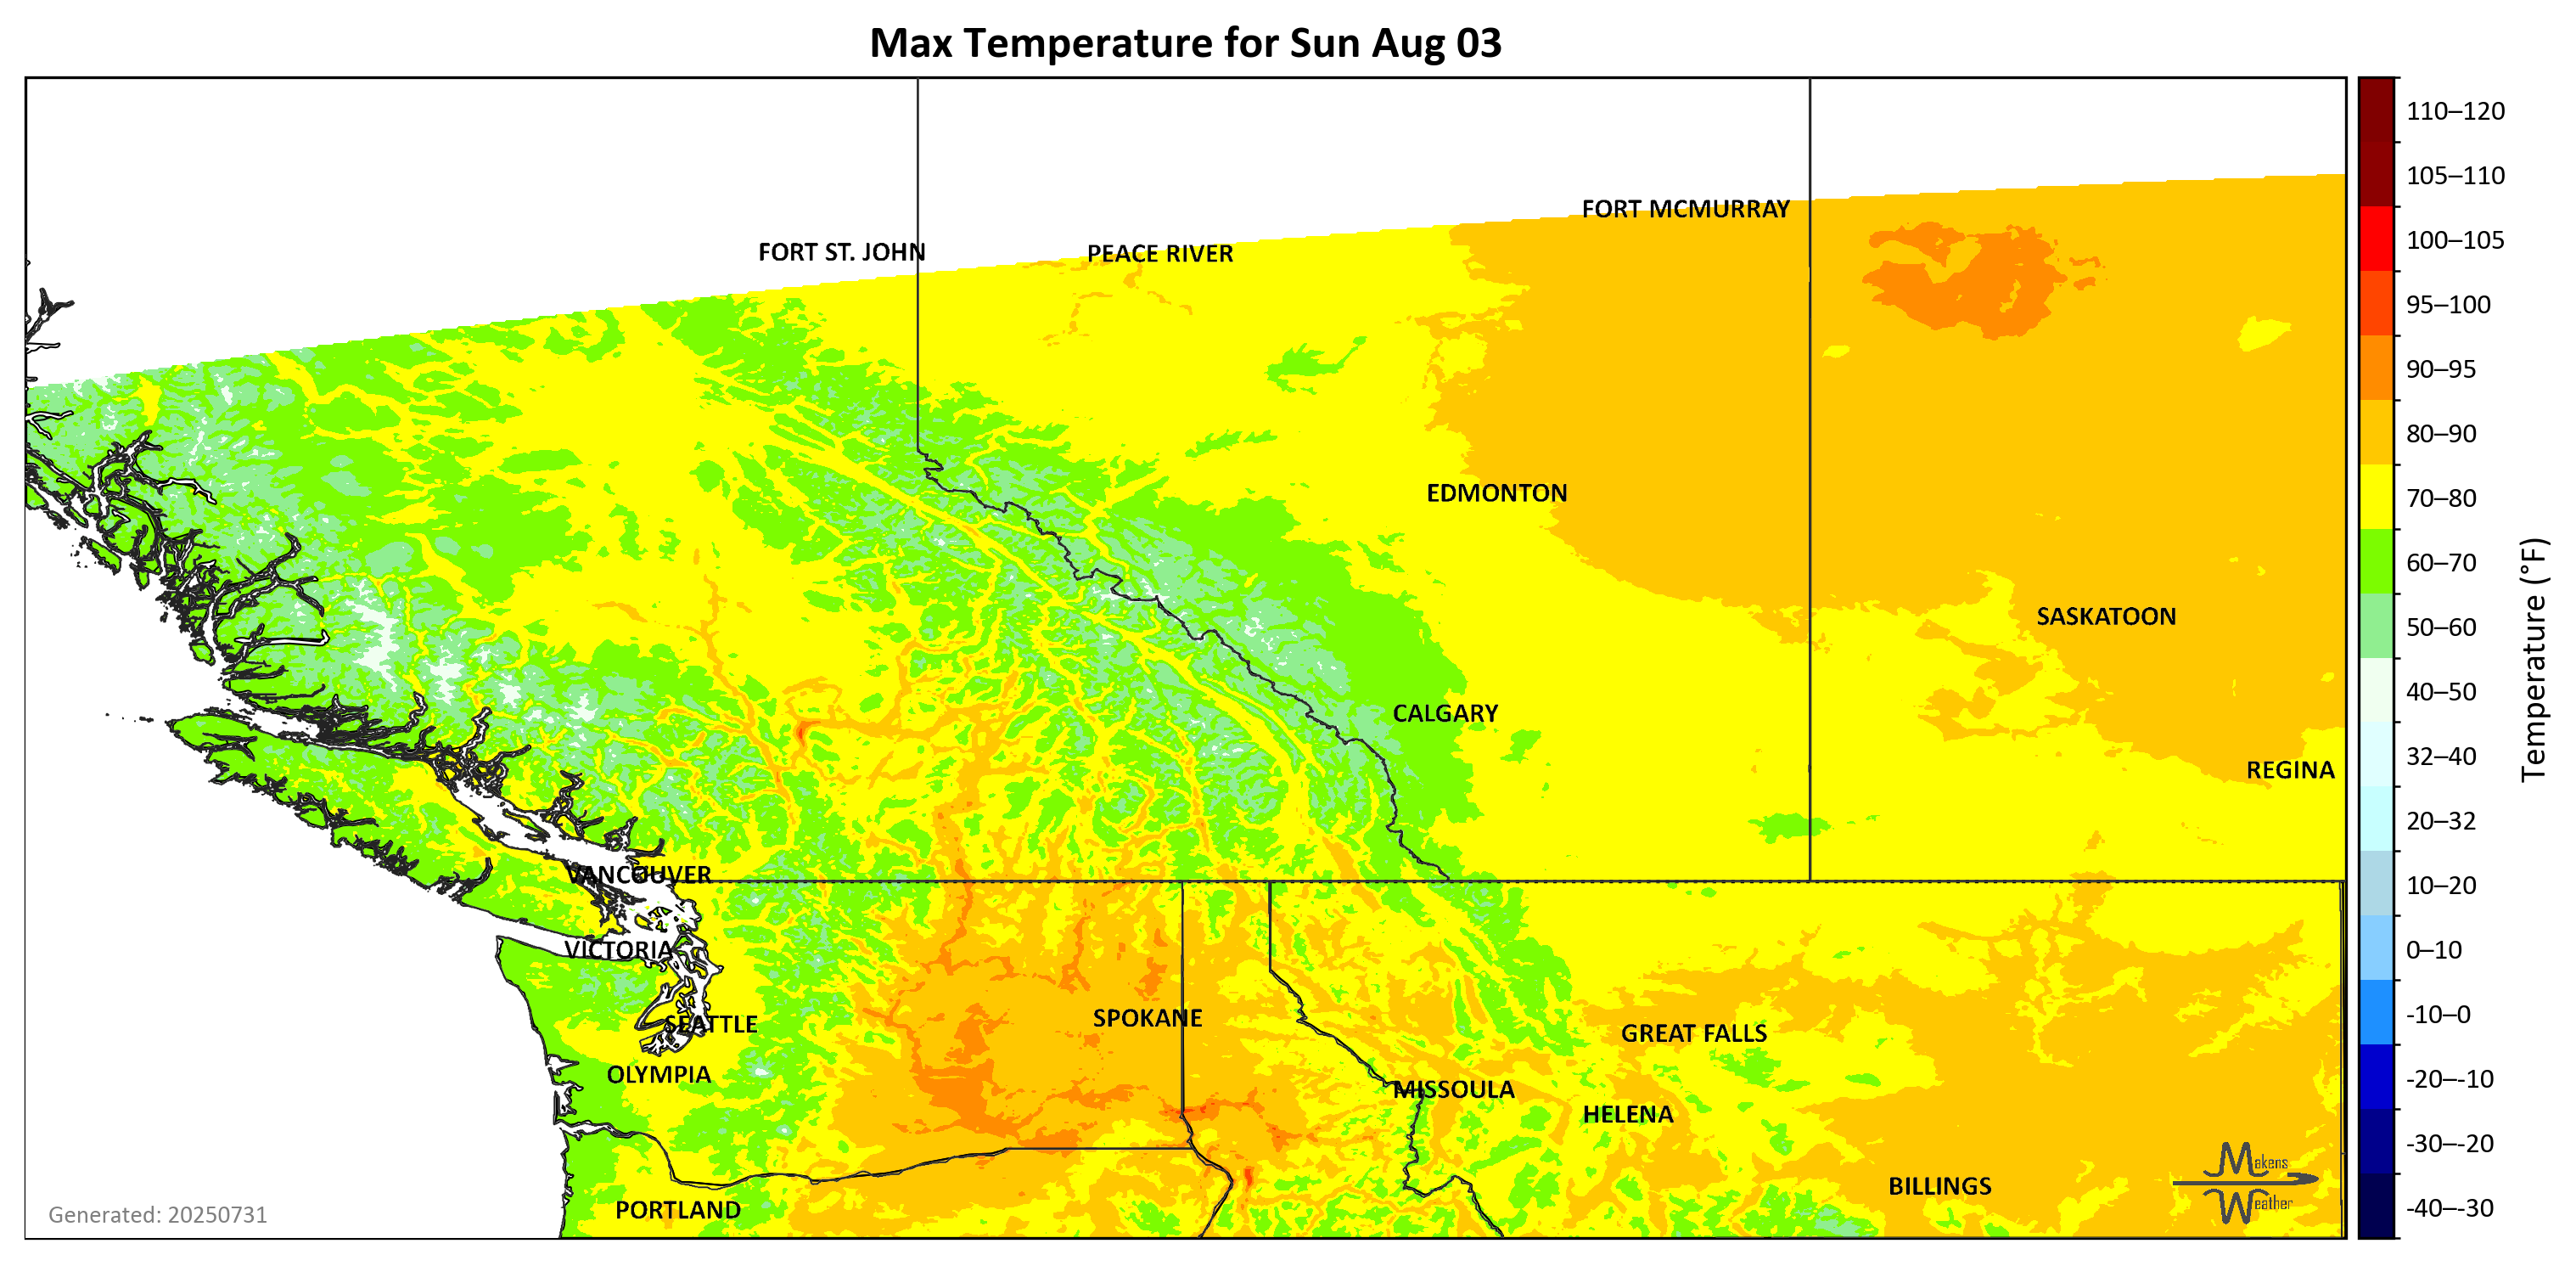 Max Temperature for Sun Aug 03
FORT MCMURRAY
FORT ST. JOHN
PEACE RIVER
EDMONTON
SASKATOON
CALGARY
REGINA
VANCOUVER
VICTORIA
SEATTLE
SPOKANE
GREAT FALLS
OLYMPIA
MISSOULA
HELENA
BILLINGS
PORTLAND
Makens
Weather
Generated: 20250731
110–120
105–110
100–105
95–100
90–95
80–90
70–80
60–70
50–60
40–50
32–40
20–32
10–20
0–10
-10–0
-20–-10
-30–-20
-40–-30
Temperature (°F)